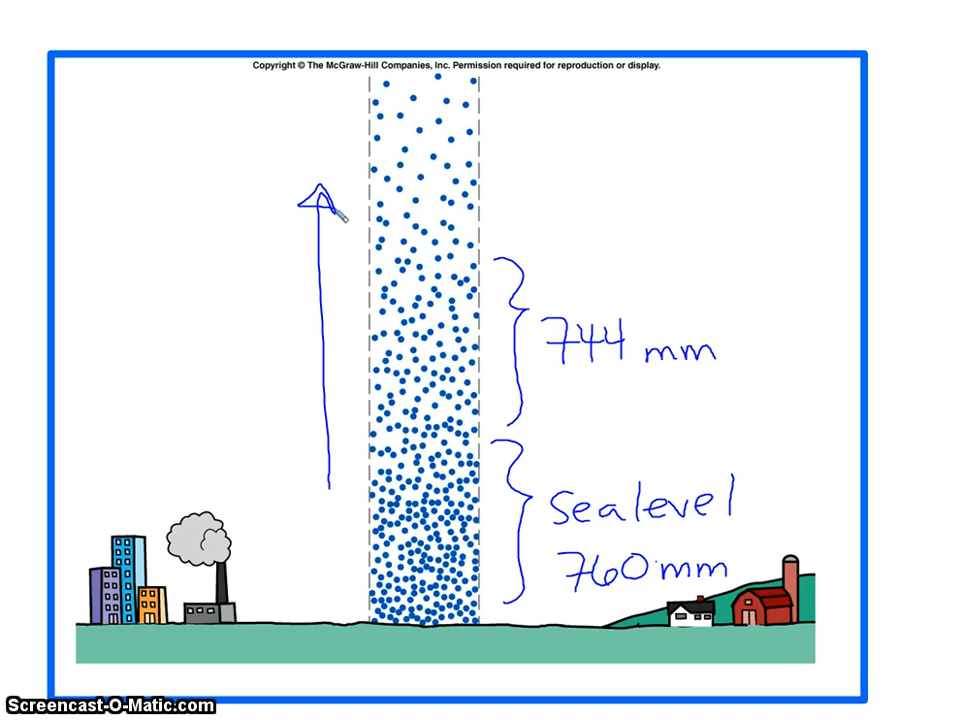 Copyright © The McGraw-Hill Companies, Inc. Permission required for reproduction or display.
744 mm
Sealevel
760 mm
Screencast-O-Matic.com